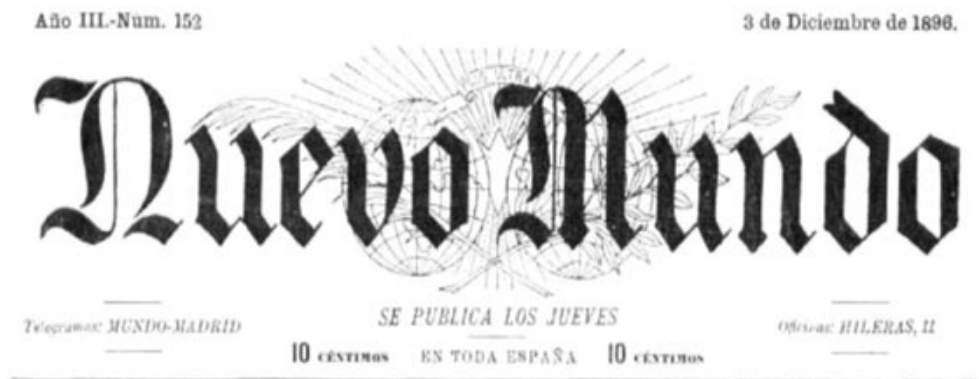 Año III.-Núm. 152
3 de Diciembre de 1896.
Nuevo Mundo
Telegramas: MUNDO-MADRID
SE PUBLICA LOS JUEVES
Oficinas: HILERAS, 11
10 CÉNTIMOS EN TODA ESPAÑA 10 CÉNTIMOS